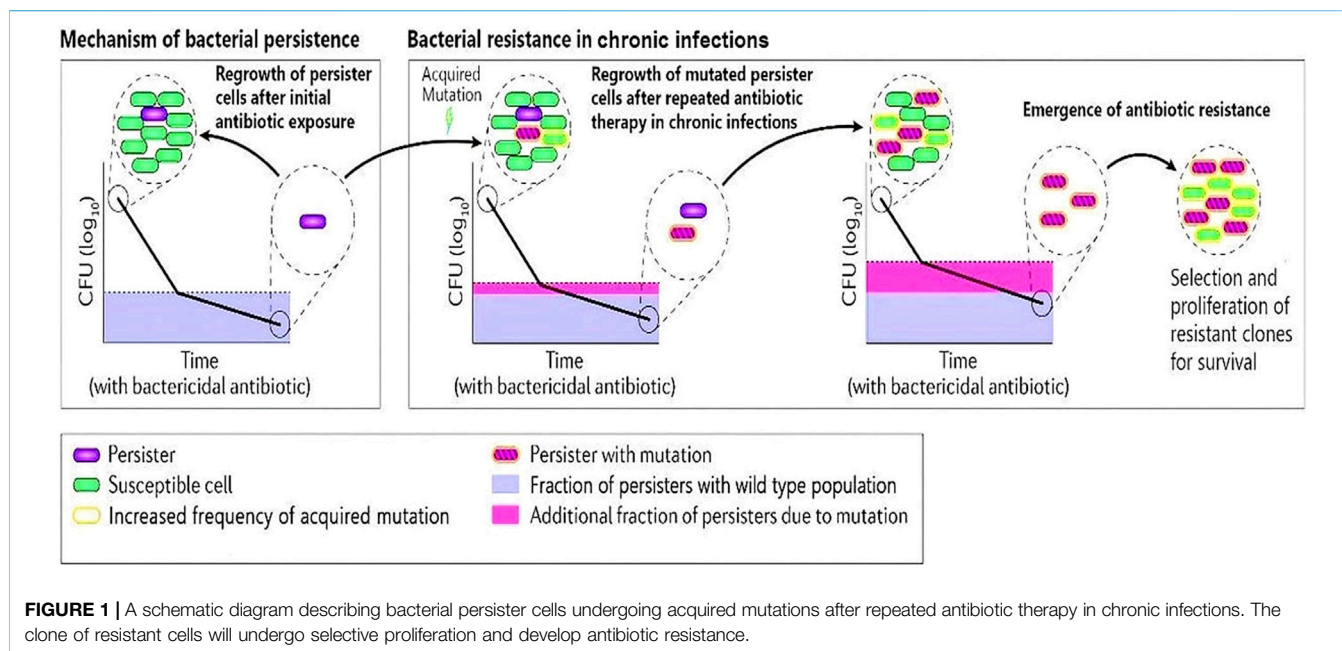 Mechanism of bacterial persistence
Regrowth of persister
cells after initial
antibiotic exposure
CFU (log10)
Time
(with bactericidal antibiotic)
Bacterial resistance in chronic infections
Acquired
Mutation
Regrowth of mutated persister
cells after repeated antibiotic
therapy in chronic infections
CFU (log10)
Time
(with bactericidal antibiotic)
CFU (log10)
Time
(with bactericidal antibiotic)
Emergence of antibiotic resistance
Selection and
proliferation of
resistant clones
for survival
Persister
Susceptible cell
Increased frequency of acquired mutation
Persister with mutation
Fraction of persisters with wild type population
Additional fraction of persisters due to mutation
FIGURE 1 | A schematic diagram describing bacterial persister cells undergoing acquired mutations after repeated antibiotic therapy in chronic infections. The
clone of resistant cells will undergo selective proliferation and develop antibiotic resistance.